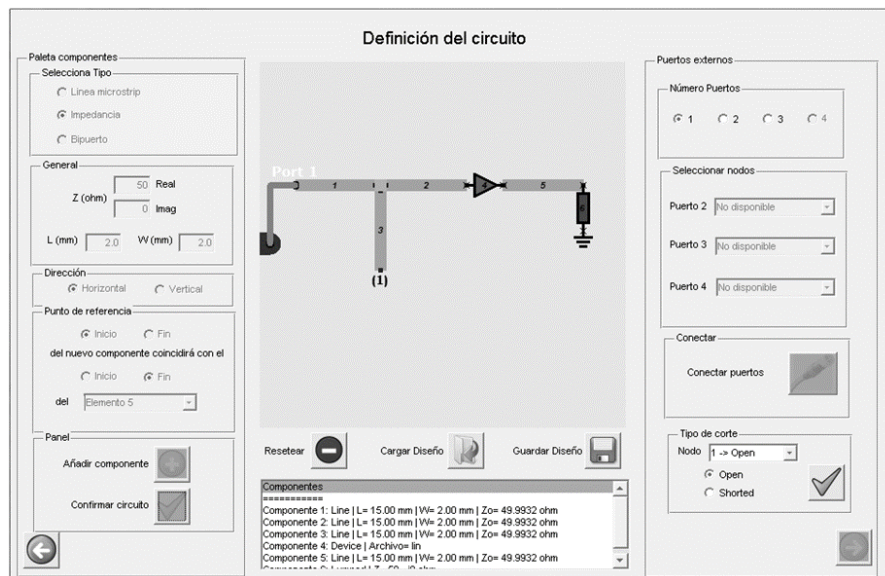 Definición del circuito
Paleta componentes
Selecciona Tipo
Linea microstrip
Impedancia
Bipuerto
General
Z (ohm)
50 Real
0 Imag
L (mm) 2.0 W (mm) 2.0
Dirección
Horizontal Vertical
Punto de referencia
Inicio Fin
del nuevo componente coincidirá con el
Inicio Fin
del Elemento 5
Panel
Añadir componente
Confirmar circuito
Port 1
1 2 4 5
3 6
(1)
Resetear Cargar Diseño Guardar Diseño
Componentes
===========
Componente 1: Line | L= 15.00 mm | W= 2.00 mm | Zo= 49.9932 ohm
Componente 2: Line | L= 15.00 mm | W= 2.00 mm | Zo= 49.9932 ohm
Componente 3: Line | L= 15.00 mm | W= 2.00 mm | Zo= 49.9932 ohm
Componente 4: Device | Archivo= lin
Componente 5: Line | L= 15.00 mm | W= 2.00 mm | Zo= 49.9932 ohm
Puertos externos
Número Puertos
1 2 3 4
Seleccionar nodos
Puerto 2 No disponible
Puerto 3 No disponible
Puerto 4 No disponible
Conectar
Conectar puertos
Tipo de corte
Nodo 1 -> Open
Open
Shorted